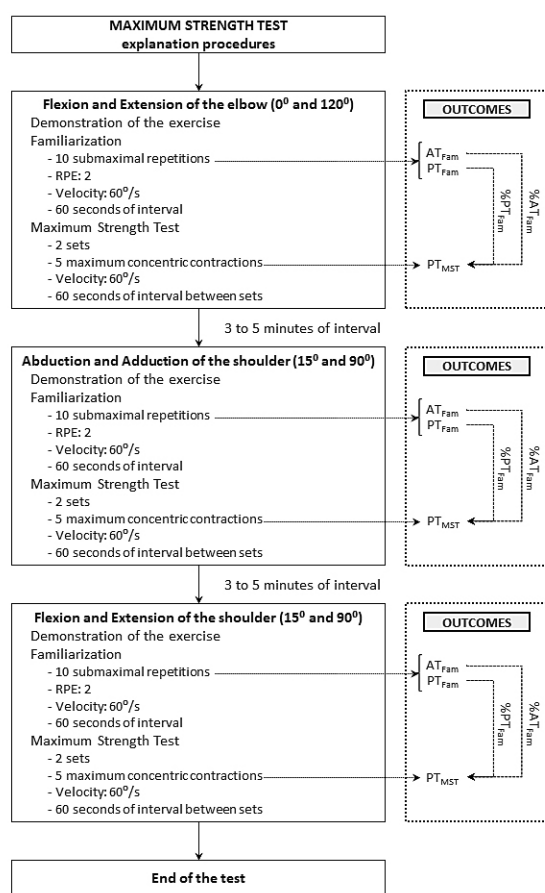 MAXIMUM STRENGTH TEST
explanation procedures
Flexion and Extension of the elbow (0⁰ and 120⁰)
Demonstration of the exercise
Familiarization
- 10 submaximal repetitions
- RPE: 2
- Velocity: 60⁰/s
- 60 seconds of interval
Maximum Strength Test
- 2 sets
- 5 maximum concentric contractions
- Velocity: 60⁰/s
- 60 seconds of interval between sets
OUTCOMES
AT_Fam
PT_Fam
%PT_Fam
%AT_Fam
PT_MST
3 to 5 minutes of interval
Abduction and Adduction of the shoulder (15⁰ and 90⁰)
Demonstration of the exercise
Familiarization
- 10 submaximal repetitions
- RPE: 2
- Velocity: 60⁰/s
- 60 seconds of interval
Maximum Strength Test
- 2 sets
- 5 maximum concentric contractions
- Velocity: 60⁰/s
- 60 seconds of interval between sets
OUTCOMES
AT_Fam
PT_Fam
%PT_Fam
%AT_Fam
PT_MST
3 to 5 minutes of interval
Flexion and Extension of the shoulder (15⁰ and 90⁰)
Demonstration of the exercise
Familiarization
- 10 submaximal repetitions
- RPE: 2
- Velocity: 60⁰/s
- 60 seconds of interval
Maximum Strength Test
- 2 sets
- 5 maximum concentric contractions
- Velocity: 60⁰/s
- 60 seconds of interval between sets
OUTCOMES
AT_Fam
PT_Fam
%PT_Fam
%AT_Fam
PT_MST
End of the test